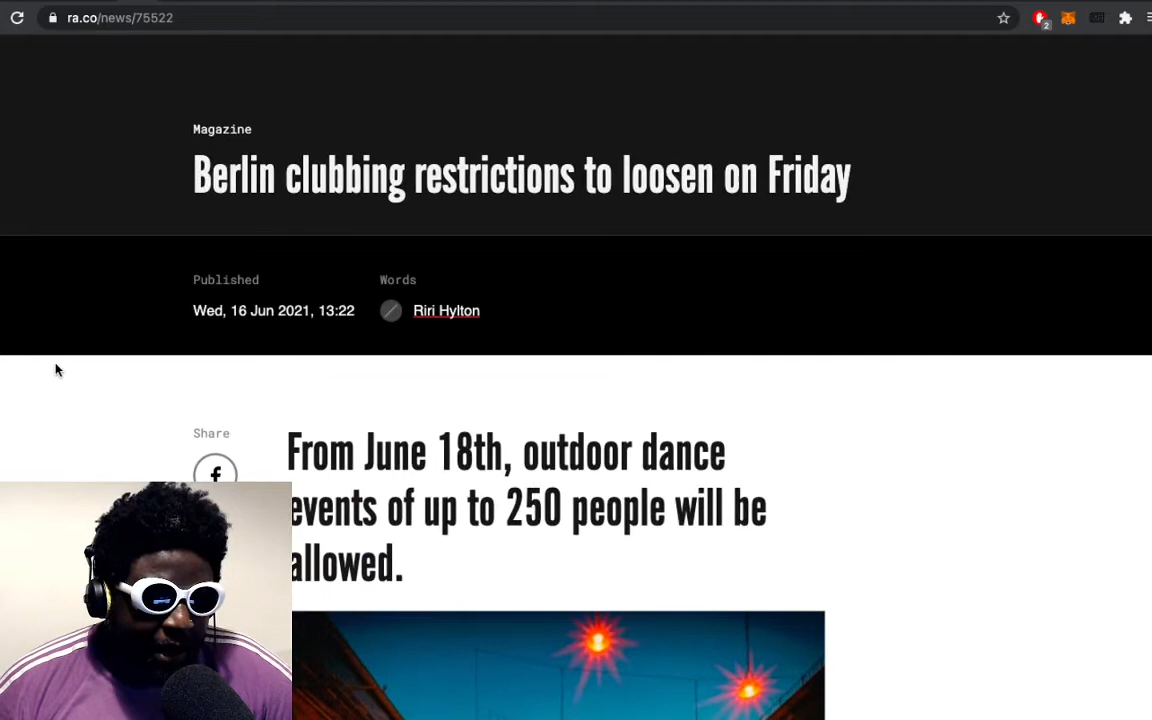 ra.co/news/75522
2
Magazine
Berlin clubbing restrictions to loosen on Friday
Published
Words
Wed, 16 Jun 2021, 13:22
Riri Hylton
Share
From June 18th, outdoor dance
events of up to 250 people will be
allowed.